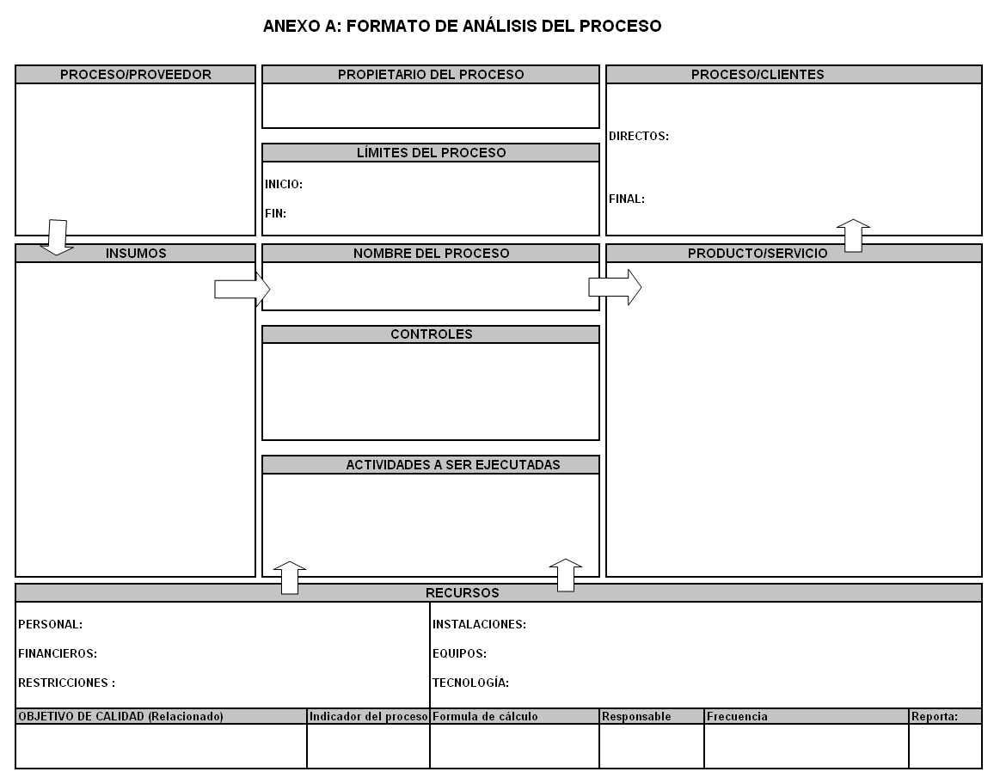 ANEXO A: FORMATO DE ANÁLISIS DEL PROCESO
PROCESO/PROVEEDOR
PROPIETARIO DEL PROCESO
PROCESO/CLIENTES
DIRECTOS:
FINAL:
LÍMITES DEL PROCESO
INICIO:
FIN:
INSUMOS
NOMBRE DEL PROCESO
PRODUCTO/SERVICIO
CONTROLES
ACTIVIDADES A SER EJECUTADAS
RECURSOS
PERSONAL:
FINANCIEROS:
RESTRICCIONES :
INSTALACIONES:
EQUIPOS:
TECNOLOGÍA:
OBJETIVO DE CALIDAD (Relacionado)
Indicador del proceso
Formula de cálculo
Responsable
Frecuencia
Reporta: